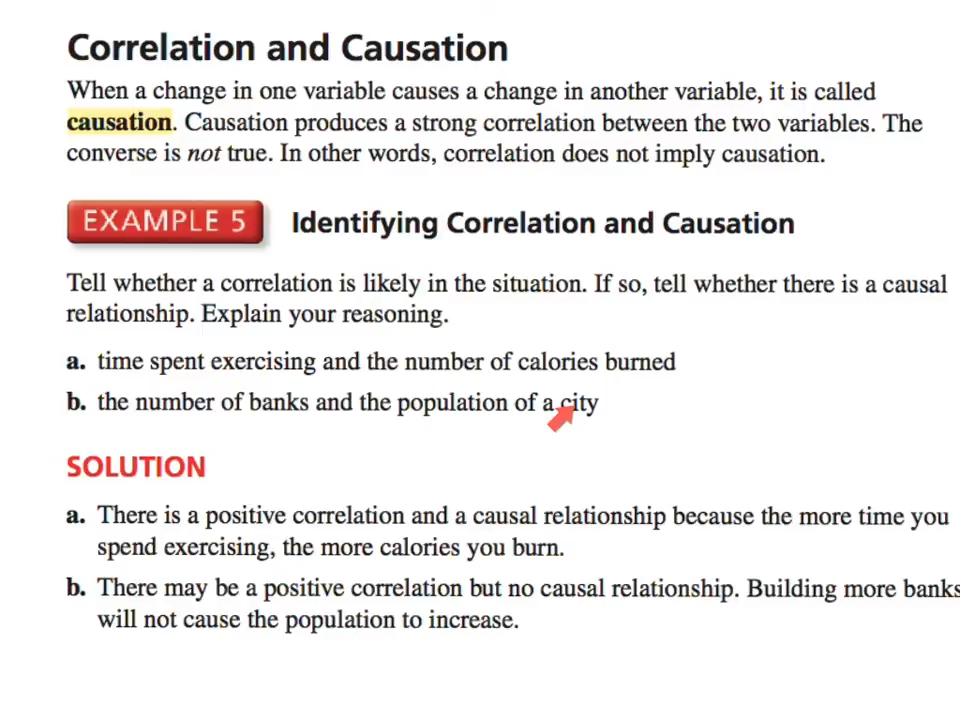 Correlation and Causation
When a change in one variable causes a change in another variable, it is called
causation. Causation produces a strong correlation between the two variables. The
converse is not true. In other words, correlation does not imply causation.
EXAMPLE 5 Identifying Correlation and Causation
Tell whether a correlation is likely in the situation. If so, tell whether there is a causal
relationship. Explain your reasoning.
a. time spent exercising and the number of calories burned
b. the number of banks and the population of a city
SOLUTION
a. There is a positive correlation and a causal relationship because the more time you
spend exercising, the more calories you burn.
b. There may be a positive correlation but no causal relationship. Building more banks
will not cause the population to increase.